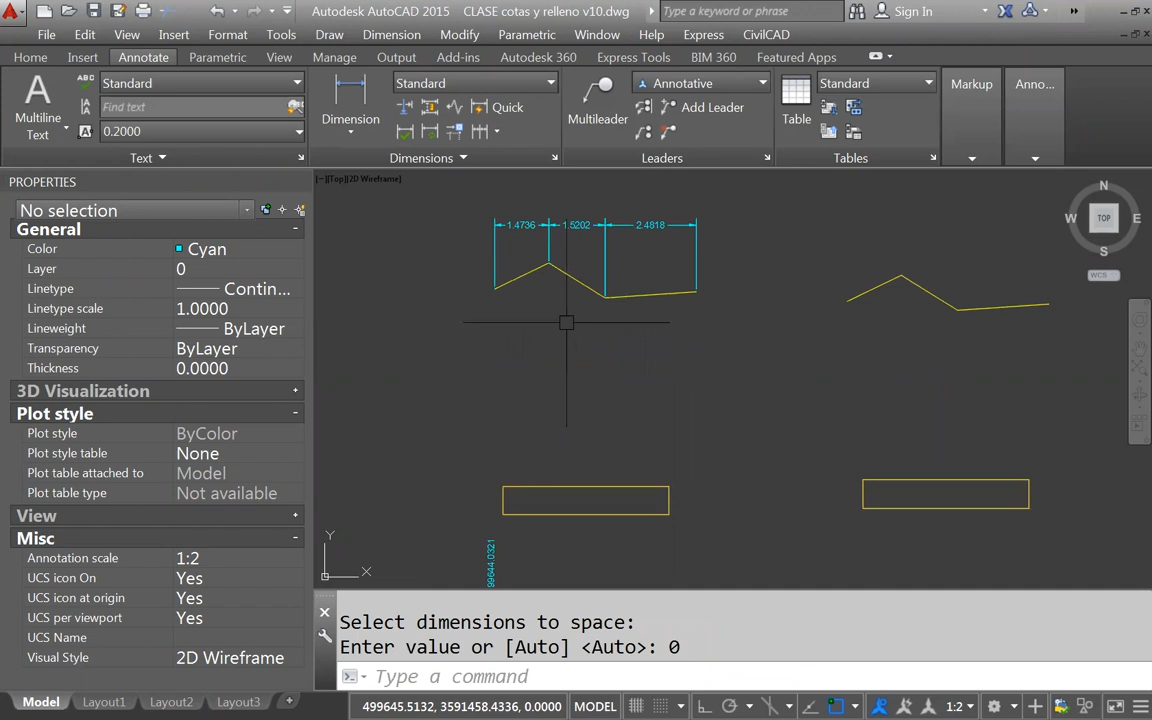 Autodesk AutoCAD 2015 CLASE cotas y relleno v10.dwg Type a keyword or phrase Sign In
File Edit View Insert Format Tools Draw Dimension Modify Parametric Window Help Express CivilCAD
Home Insert Annotate Parametric View Manage Output Add-ins Autodesk 360 Express Tools BIM 360 Featured Apps
A Multiline Text
ABC Standard
Find text
A 0.2000
Text
Dimension
Standard
Quick
Dimensions
Multileader
Annotative
Add Leader
Leaders
Table
Standard
Tables
Markup
Anno...
PROPERTIES
No selection
General
Color Cyan
Layer 0
Linetype Contin...
Linetype scale 1.0000
Lineweight ByLayer
Transparency ByLayer
Thickness 0.0000
3D Visualization
Plot style
Plot style ByColor
Plot style table None
Plot table attached to Model
Plot table type Not available
View
Misc
Annotation scale 1:2
UCS icon On Yes
UCS icon at origin Yes
UCS per viewport Yes
UCS Name
Visual Style 2D Wireframe
[−][Top][2D Wireframe]
1.4736 1.5202 2.4818
N
W TOP E
S
WCS
99644.0321
Y
X
Select dimensions to space:
Enter value or [Auto] <Auto>: 0
Type a command
Model Layout1 Layout2 Layout3 +
499645.5132, 3591458.4336, 0.0000 MODEL 1:2